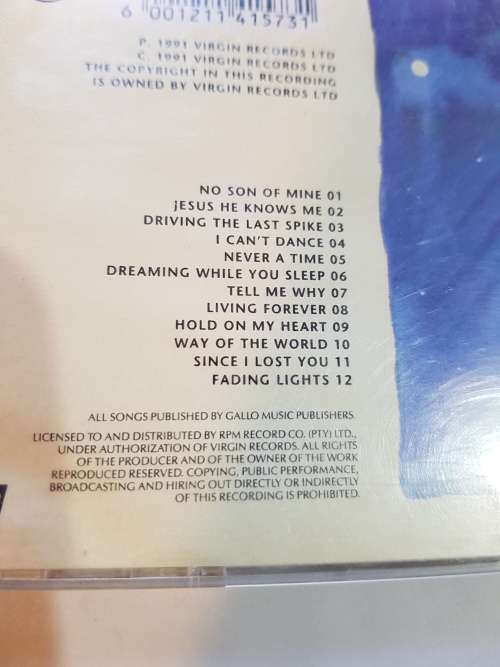 6 001211 415731
P. 1991 VIRGIN RECORDS LTD
C. 1991 VIRGIN RECORDS LTD
THE COPYRIGHT IN THIS RECORDING
IS OWNED BY VIRGIN RECORDS LTD
NO SON OF MINE 01
JESUS HE KNOWS ME 02
DRIVING THE LAST SPIKE 03
I CAN'T DANCE 04
NEVER A TIME 05
DREAMING WHILE YOU SLEEP 06
TELL ME WHY 07
LIVING FOREVER 08
HOLD ON MY HEART 09
WAY OF THE WORLD 10
SINCE I LOST YOU 11
FADING LIGHTS 12
ALL SONGS PUBLISHED BY GALLO MUSIC PUBLISHERS.
LICENSED TO AND DISTRIBUTED BY RPM RECORD CO. (PTY) LTD.,
UNDER AUTHORIZATION OF VIRGIN RECORDS. ALL RIGHTS
OF THE PRODUCER AND OF THE OWNER OF THE WORK
REPRODUCED RESERVED. COPYING, PUBLIC PERFORMANCE,
BROADCASTING AND HIRING OUT DIRECTLY OR INDIRECTLY
OF THIS RECORDING IS PROHIBITED.